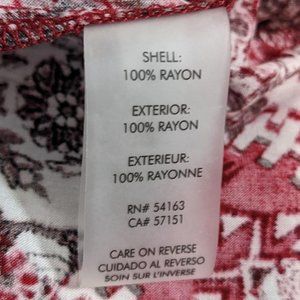 SHELL:
100% RAYON
EXTERIOR:
100% RAYON
EXTERIEUR:
100% RAYONNE
RN# 54163
CA# 57151
CARE ON REVERSE
CUIDADO AL REVERSO
SOIN SUR L'INVERSE